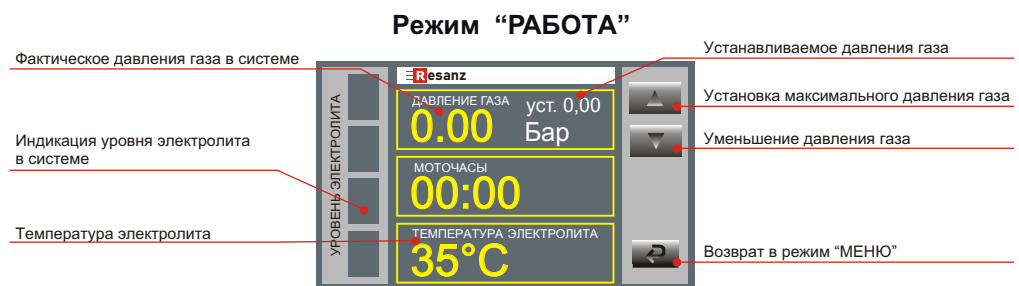 Режим “РАБОТА”
Фактическое давления газа в системе
Индикация уровня электролита
в системе
Температура электролита
УРОВЕНЬ ЭЛЕКТРОЛИТА
Resanz
ДАВЛЕНИЕ ГАЗА
уст. 0,00
0.00
Бар
МОТОЧАСЫ
00:00
ТЕМПЕРАТУРА ЭЛЕКТРОЛИТА
35°C
Устанавливаемое давления газа
Установка максимального давления газа
Уменьшение давления газа
Возврат в режим “МЕНЮ”